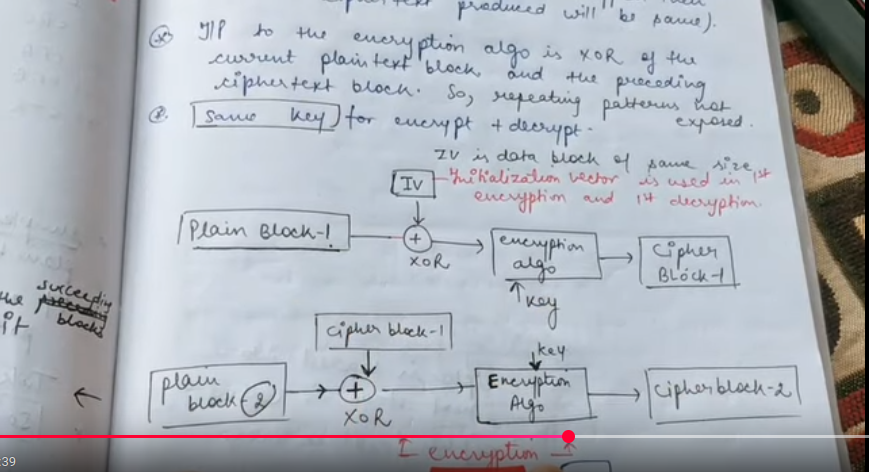 produced will be same).
I/P to the encryption algo is XOR of the
current plaintext block, and the preceding
ciphertext block. So, repeating patterns not
exposed.
Same key for encrypt + decrypt.
IV is data block of same size.
IV
Initialization vector is used in 1st
encryption and 1st decryption.
Plain Block-1
+
XOR
encryption
algo
Cipher
Block-1
Key
succeeding
the preceding
blocks
it
Cipher block-1
key
plain
block-2
+
XOR
Encryption
Algo
Cipher block-2
encryption
:39